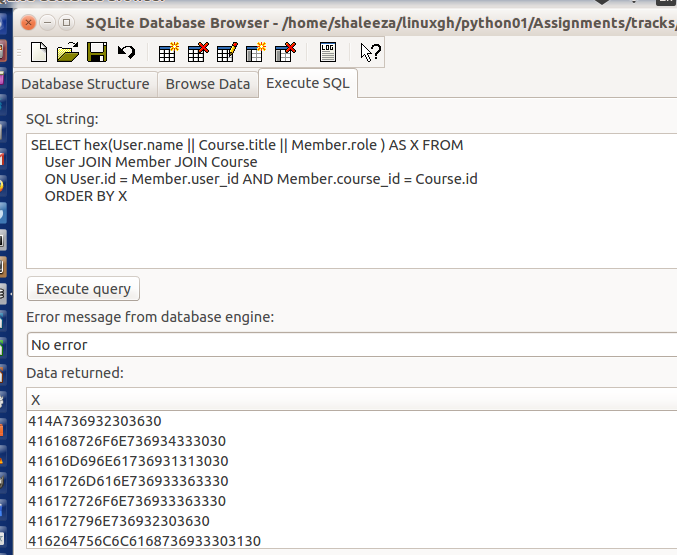 SQLite Database Browser - /home/shaleeza/linuxgh/python01/Assignments/tracks/
LOG
Database Structure
Browse Data
Execute SQL
SQL string:
SELECT hex(User.name || Course.title || Member.role ) AS X FROM
User JOIN Member JOIN Course
ON User.id = Member.user_id AND Member.course_id = Course.id
ORDER BY X
Execute query
Error message from database engine:
No error
Data returned:
X
414A736932303630
416168726F6E736934333030
41616D696E61736931313030
4161726D616E736933363330
416172726F6E736933363330
416172796E736932303630
416264756C6C6168736933303130